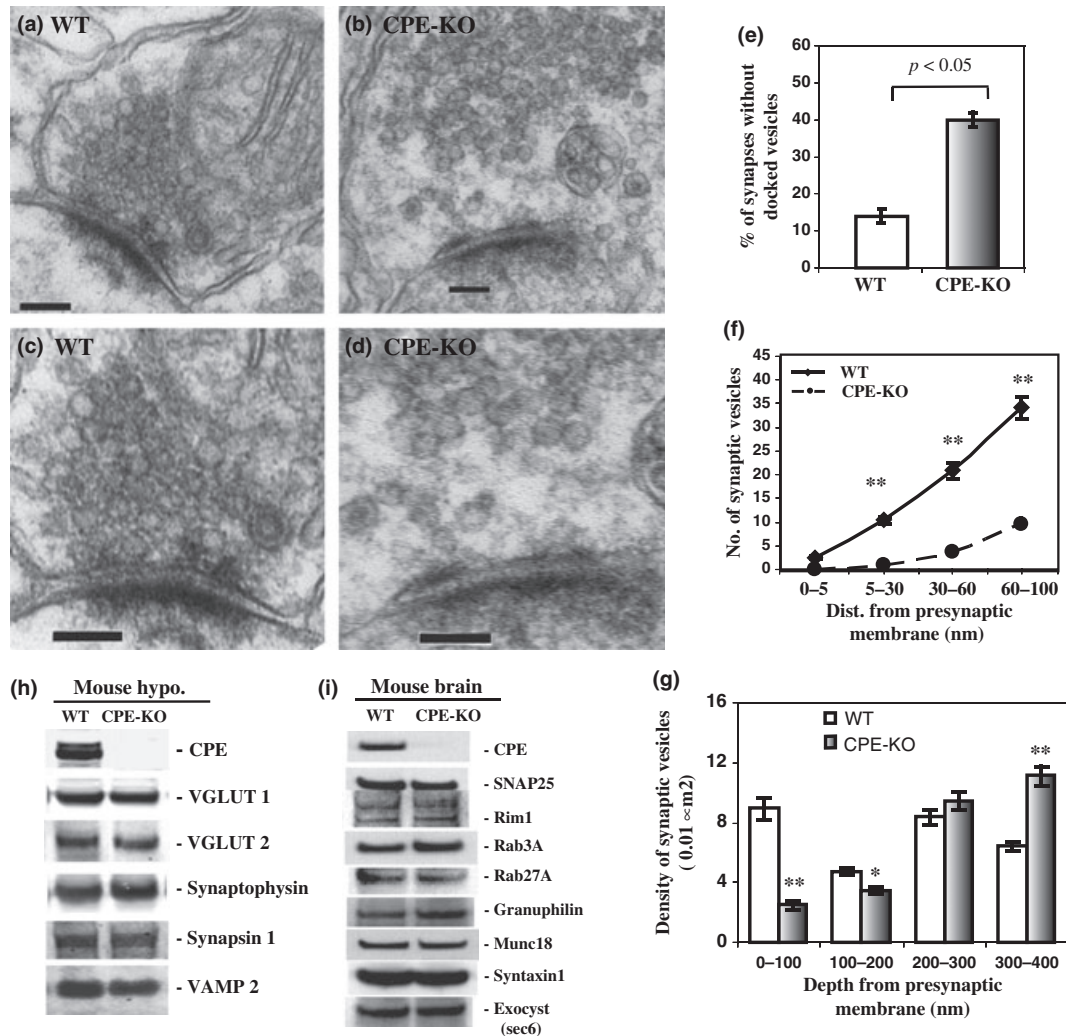 (a) WT
(b) CPE-KO
(c) WT
(d) CPE-KO
(e)
% of synapses without
docked vesicles
60
50
40
30
20
10
0
p < 0.05
WT CPE-KO
(f)
No. of synaptic vesicles
45
40
35
30
25
20
15
10
5
0
WT
CPE-KO
**
**
**
0–5 5–30 30–60 60–100
Dist. from presynaptic
membrane (nm)
(g)
Density of synaptic vesicles
( 0.01 ∝m2)
16
12
8
4
0
WT
CPE-KO
**
*
**
0–100 100–200 200–300 300–400
Depth from presynaptic
membrane (nm)
(h) Mouse hypo.
WT CPE-KO
- CPE
- VGLUT 1
- VGLUT 2
- Synaptophysin
- Synapsin 1
- VAMP 2
(i) Mouse brain
WT CPE-KO
- CPE
- SNAP25
- Rim1
- Rab3A
- Rab27A
- Granuphilin
- Munc18
- Syntaxin1
- Exocyst
(sec6)